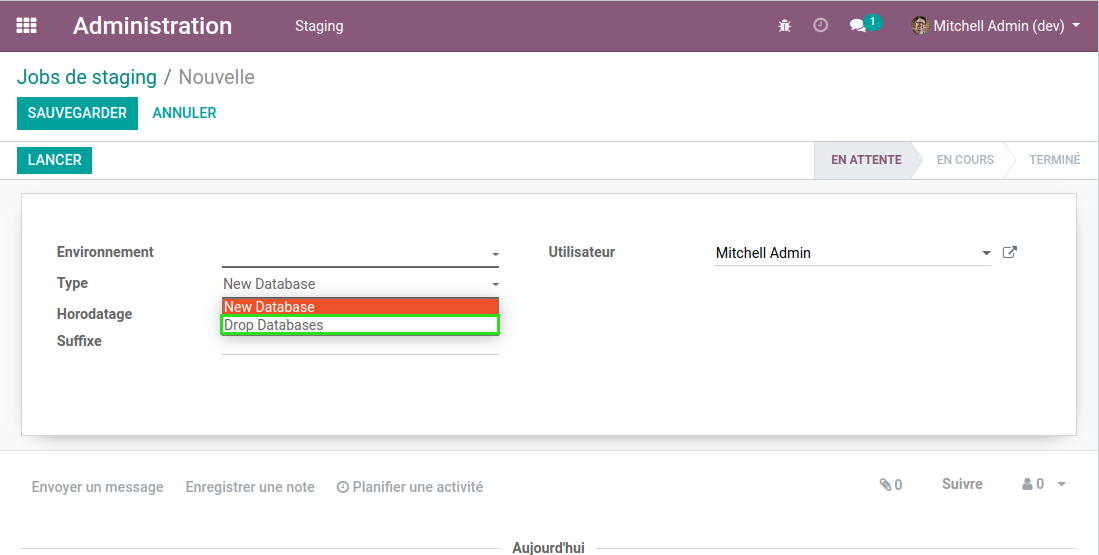 Administration Staging 1 Mitchell Admin (dev)
Jobs de staging / Nouvelle
SAUVEGARDER ANNULER
LANCER EN ATTENTE EN COURS TERMINÉ
Environnement Utilisateur Mitchell Admin
Type New Database
New Database
Horodatage
Drop Databases
Suffixe
Envoyer un message Enregistrer une note Planifier une activité 0 Suivre 0
Aujourd'hui